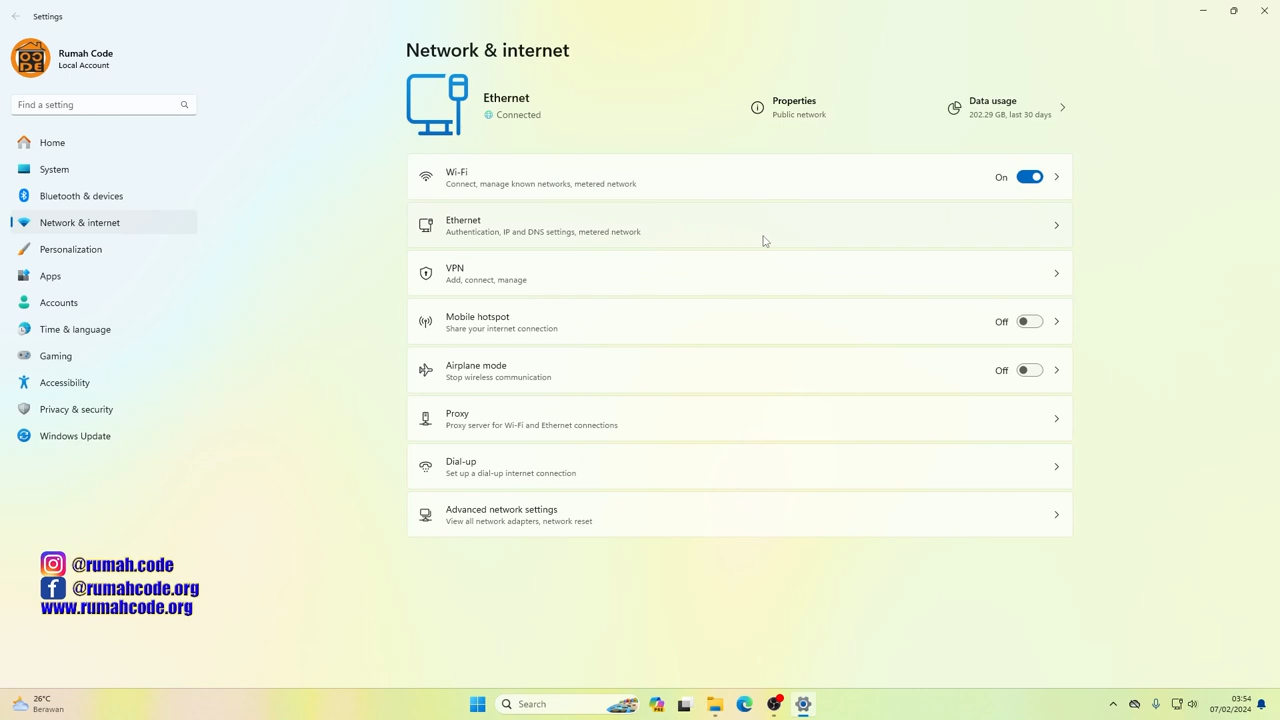 Settings
Rumah Code
Local Account
Find a setting
Home
System
Bluetooth & devices
Network & internet
Personalization
Apps
Accounts
Time & language
Gaming
Accessibility
Privacy & security
Windows Update
Network & internet
Ethernet
Connected
Properties
Public network
Data usage
202.29 GB, last 30 days
Wi-Fi
Connect, manage known networks, metered network
On
Ethernet
Authentication, IP and DNS settings, metered network
VPN
Add, connect, manage
Mobile hotspot
Share your internet connection
Off
Airplane mode
Stop wireless communication
Off
Proxy
Proxy server for Wi-Fi and Ethernet connections
Dial-up
Set up a dial-up internet connection
Advanced network settings
View all network adapters, network reset
@rumah.code
@rumahcode.org
www.rumahcode.org
26°C
Berawan
Search
03:54
07/02/2024